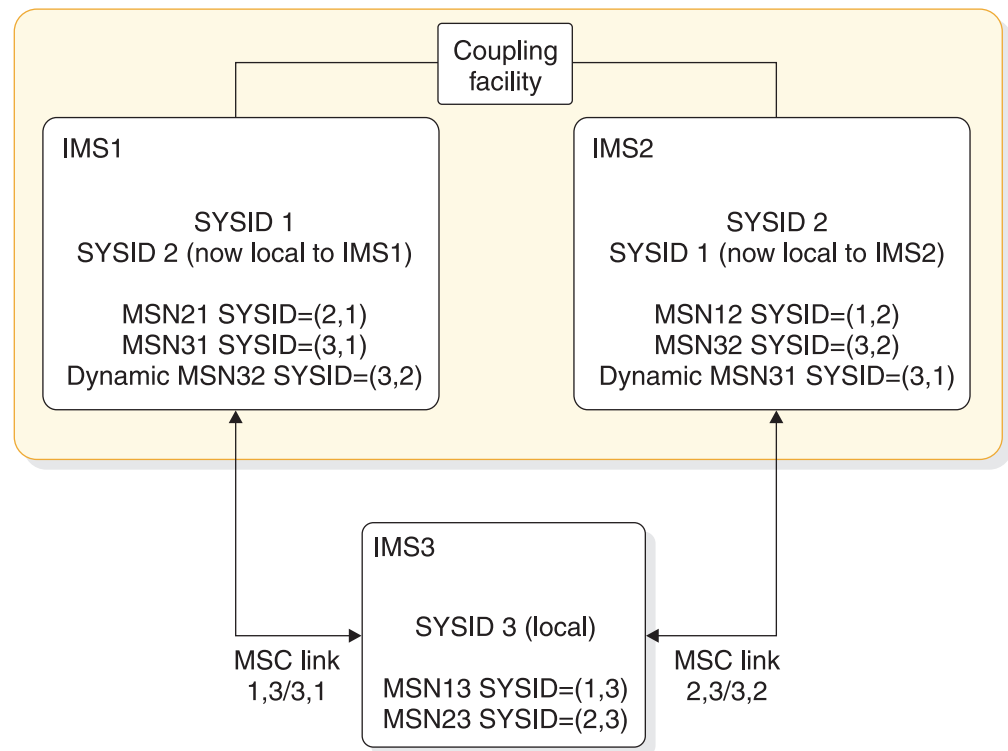 Coupling
facility
IMS1
SYSID 1
SYSID 2 (now local to IMS1)
MSN21 SYSID=(2,1)
MSN31 SYSID=(3,1)
Dynamic MSN32 SYSID=(3,2)
IMS2
SYSID 2
SYSID 1 (now local to IMS2)
MSN12 SYSID=(1,2)
MSN32 SYSID=(3,2)
Dynamic MSN31 SYSID=(3,1)
IMS3
SYSID 3 (local)
MSN13 SYSID=(1,3)
MSN23 SYSID=(2,3)
MSC link
1,3/3,1
MSC link
2,3/3,2